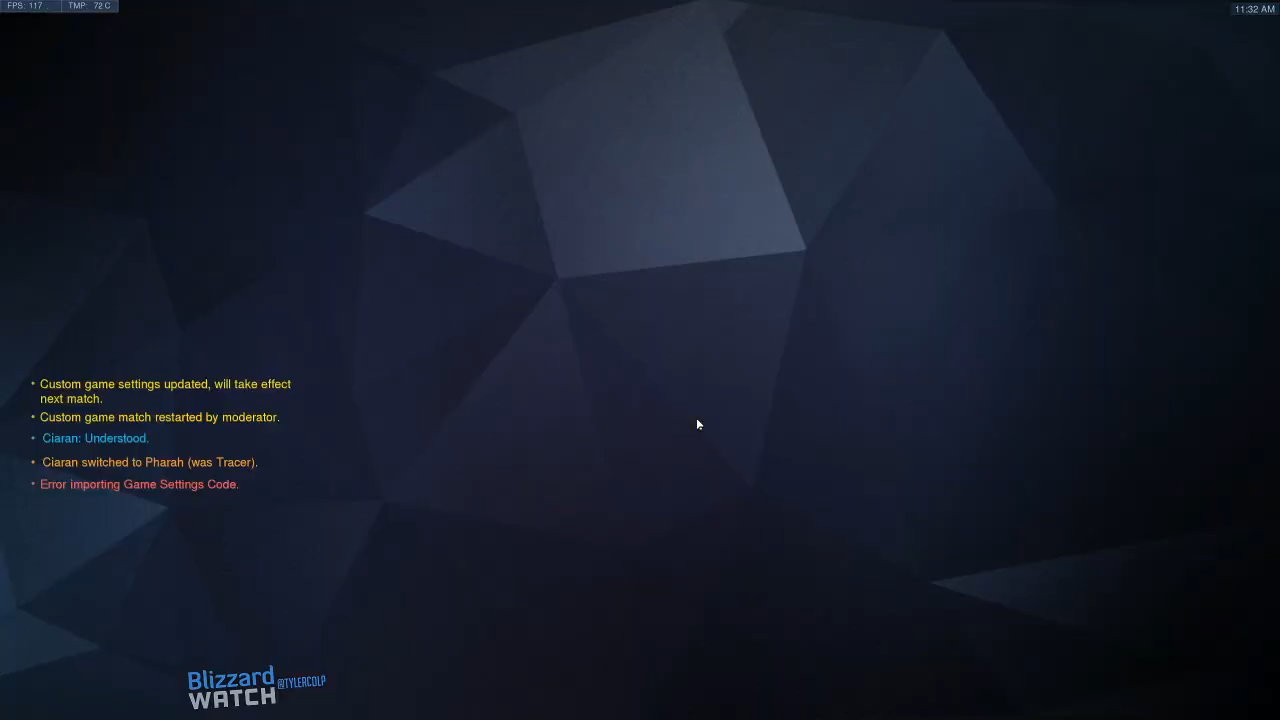 FPS: 117
TMP: 72 C
11:32 AM
• Custom game settings updated, will take effect
next match.
• Custom game match restarted by moderator.
• Ciaran: Understood.
• Ciaran switched to Pharah (was Tracer).
• Error importing Game Settings Code.
Blizzard
WATCH
@TYLERCOLP